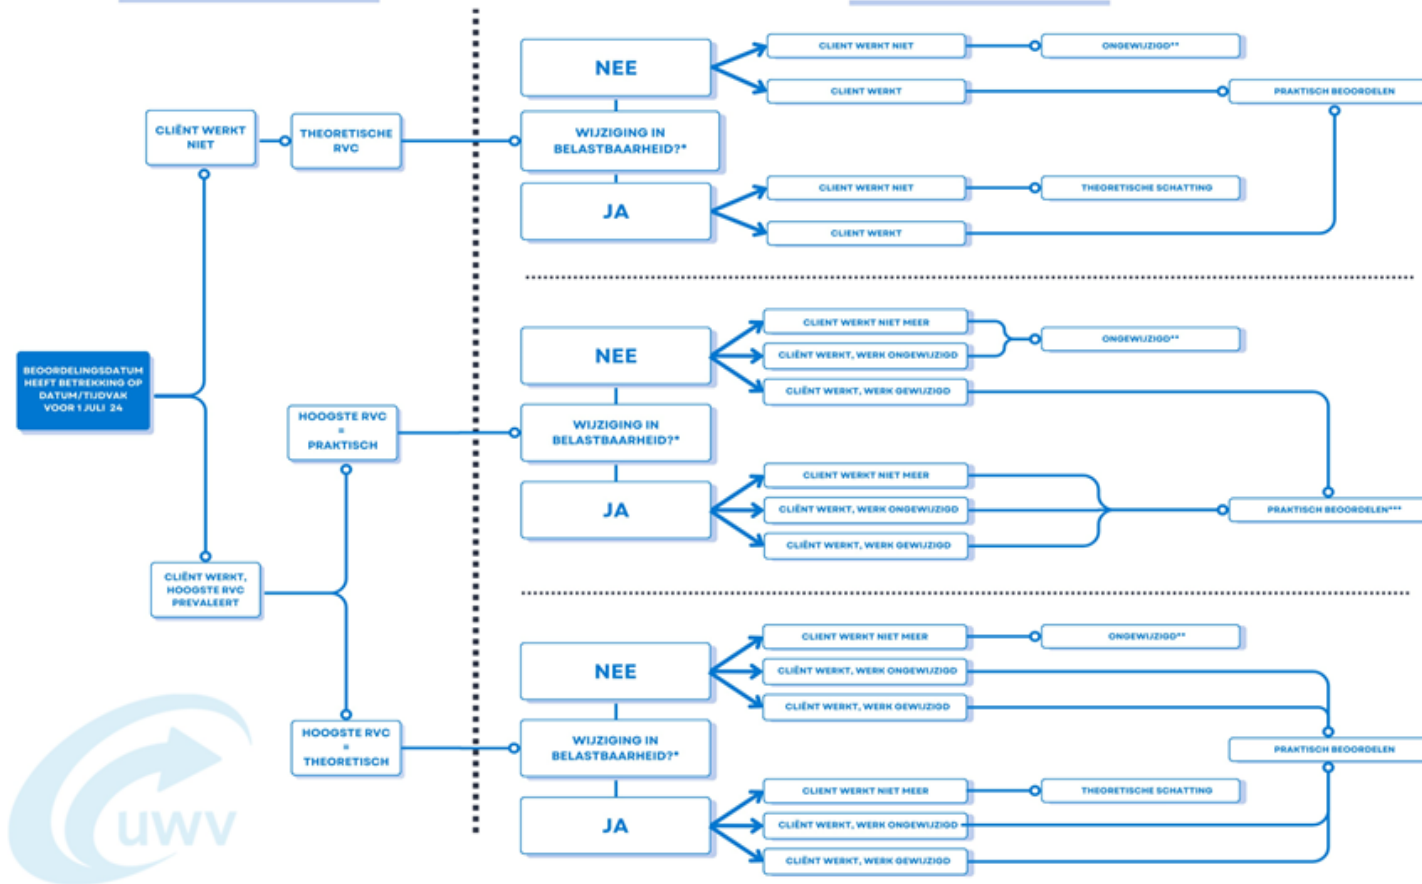 NEE
CLIENT WERKT NIET
ONGEWIJZIGD**
CLIENT WERKT
PRAKTISCH BEOORDELEN
CLIËNT WERKT
NIET
THEORETISCHE
RVC
WIJZIGING IN
BELASTBAARHEID?*
JA
CLIENT WERKT NIET
THEORETISCHE SCHATTING
CLIENT WERKT
BEOORDELINGSDATUM
HEEFT BETREKKING OP
DATUM/TIJDVAK
VOOR 1 JULI 24
HOOGSTE RVC
=
PRAKTISCH
NEE
CLIENT WERKT NIET MEER
CLIËNT WERKT, WERK ONGEWIJZIGD
ONGEWIJZIGD**
CLIËNT WERKT, WERK GEWIJZIGD
WIJZIGING IN
BELASTBAARHEID?*
JA
CLIENT WERKT NIET MEER
CLIËNT WERKT, WERK ONGEWIJZIGD
PRAKTISCH BEOORDELEN***
CLIËNT WERKT, WERK GEWIJZIGD
CLIËNT WERKT,
HOOGSTE RVC
PREVALEERT
HOOGSTE RVC
=
THEORETISCH
NEE
CLIENT WERKT NIET MEER
ONGEWIJZIGD**
CLIËNT WERKT, WERK ONGEWIJZIGD
CLIËNT WERKT, WERK GEWIJZIGD
WIJZIGING IN
BELASTBAARHEID?*
PRAKTISCH BEOORDELEN
JA
CLIENT WERKT NIET MEER
THEORETISCHE SCHATTING
CLIËNT WERKT, WERK ONGEWIJZIGD
CLIËNT WERKT, WERK GEWIJZIGD
uwv